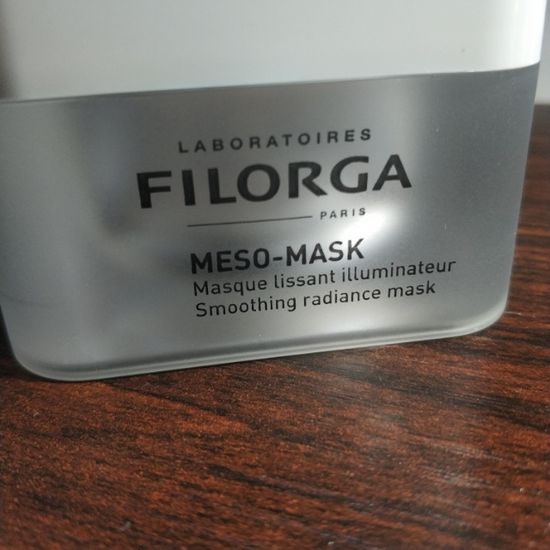 LABORATOIRES
FILORGA
PARIS
MESO-MASK
Masque lissant illuminateur
Smoothing radiance mask